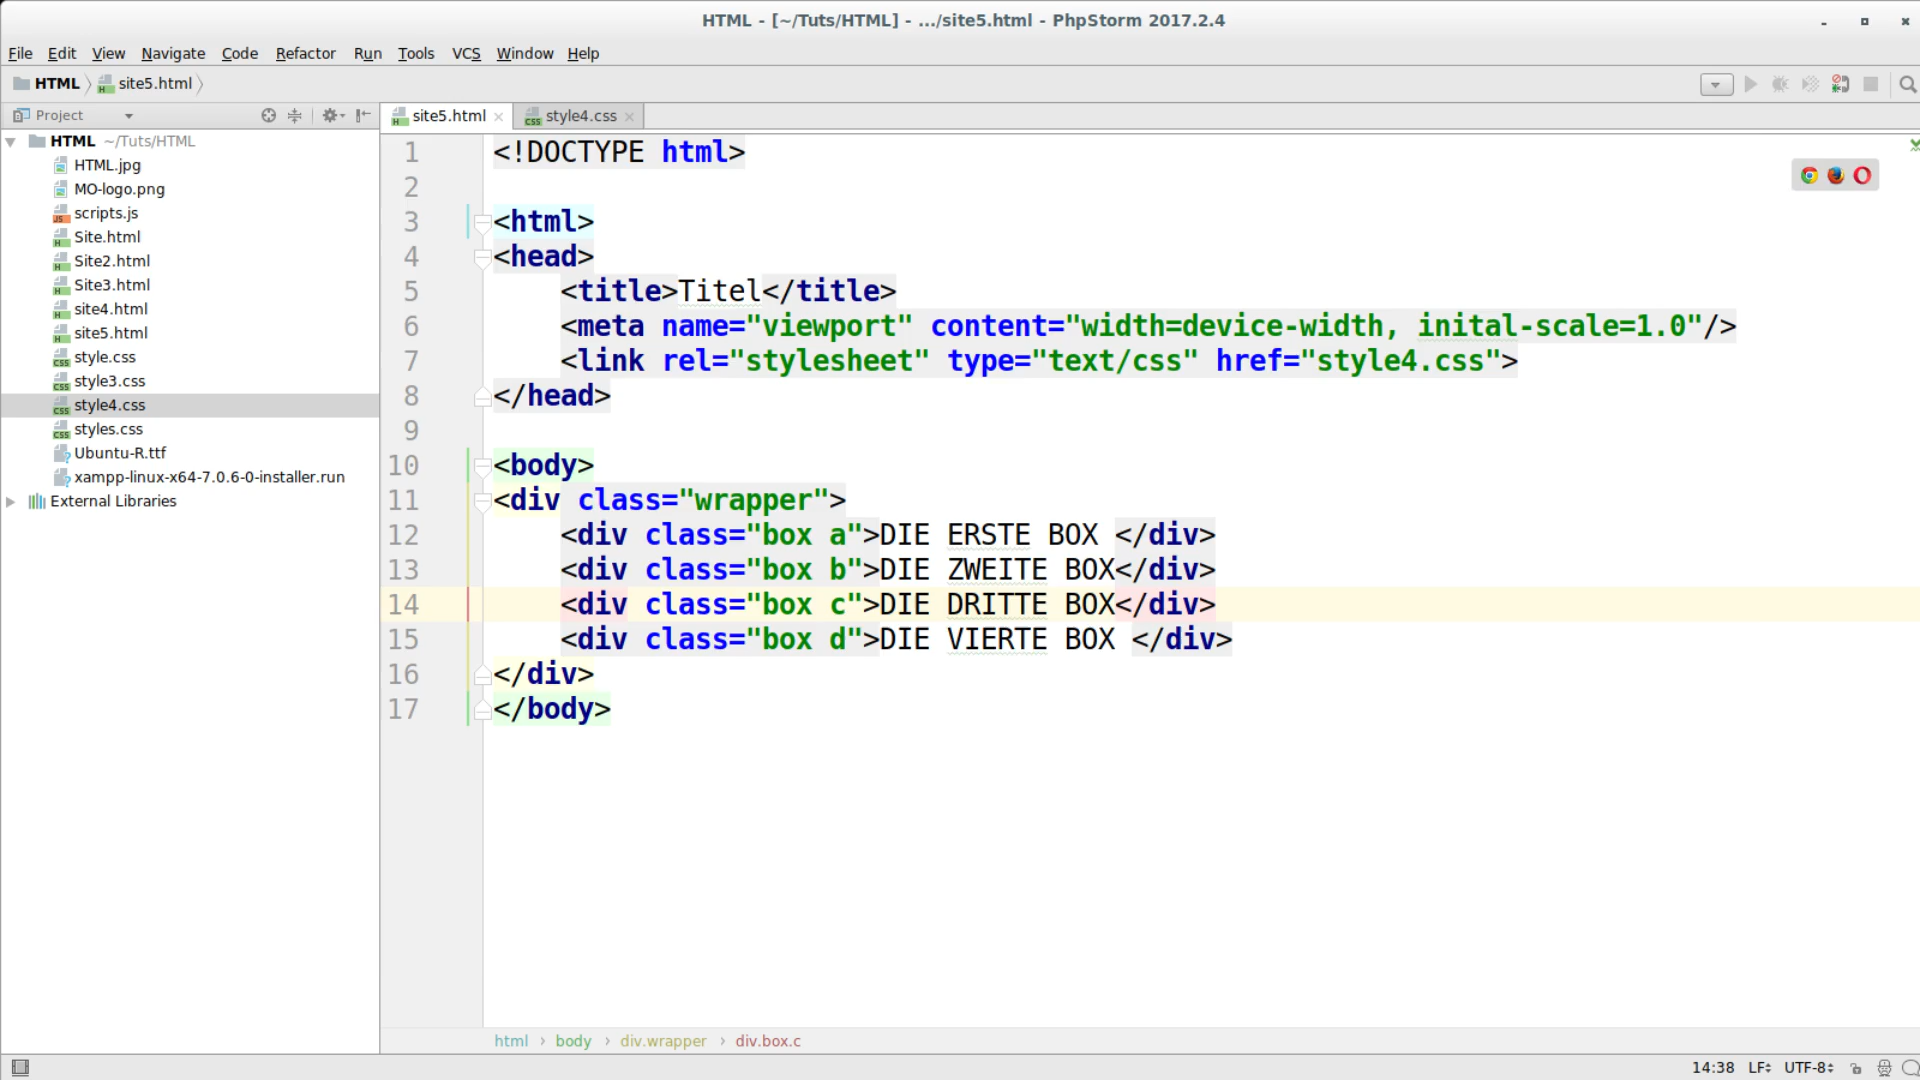 HTML - [~/Tuts/HTML] - .../site5.html - PhpStorm 2017.2.4
File Edit View Navigate Code Refactor Run Tools VCS Window Help
HTML site5.html
Project
site5.html style4.css
HTML ~/Tuts/HTML
HTML.jpg
MO-logo.png
scripts.js
Site.html
Site2.html
Site3.html
site4.html
site5.html
style.css
style3.css
style4.css
styles.css
Ubuntu-R.ttf
xampp-linux-x64-7.0.6-0-installer.run
External Libraries
1 <!DOCTYPE html>
2
3 <html>
4 <head>
5 <title>Titel</title>
6 <meta name="viewport" content="width=device-width, inital-scale=1.0"/>
7 <link rel="stylesheet" type="text/css" href="style4.css">
8 </head>
9
10 <body>
11 <div class="wrapper">
12 <div class="box a">DIE ERSTE BOX </div>
13 <div class="box b">DIE ZWEITE BOX</div>
14 <div class="box c">DIE DRITTE BOX</div>
15 <div class="box d">DIE VIERTE BOX </div>
16 </div>
17 </body>
html › body › div.wrapper › div.box.c
14:38 LF UTF-8